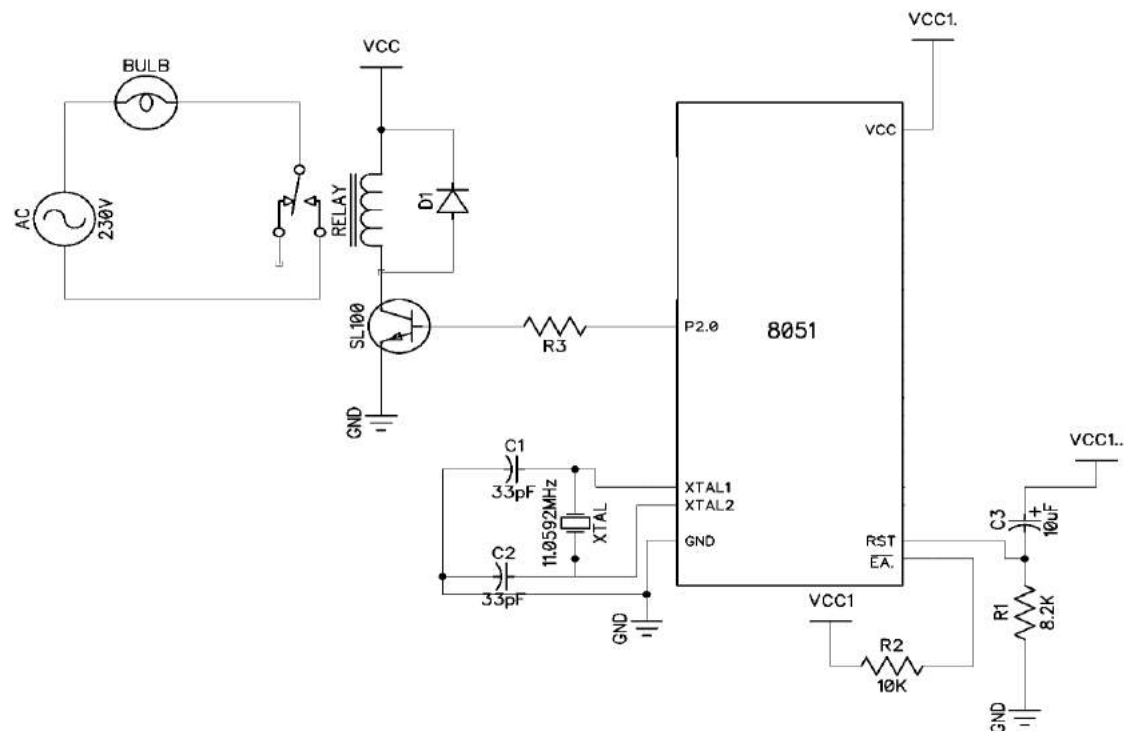 VCC1.
VCC
BULB
VCC
AC
230V
RELAY
D1
SL100
P2.0
8051
R3
GND
VCC1..
C1
33pF
XTAL1
XTAL2
11.0592MHz
XTAL
C3
+
10uF
GND
RST
EA.
C2
33pF
VCC1
R1
8.2K
GND
R2
10K
GND